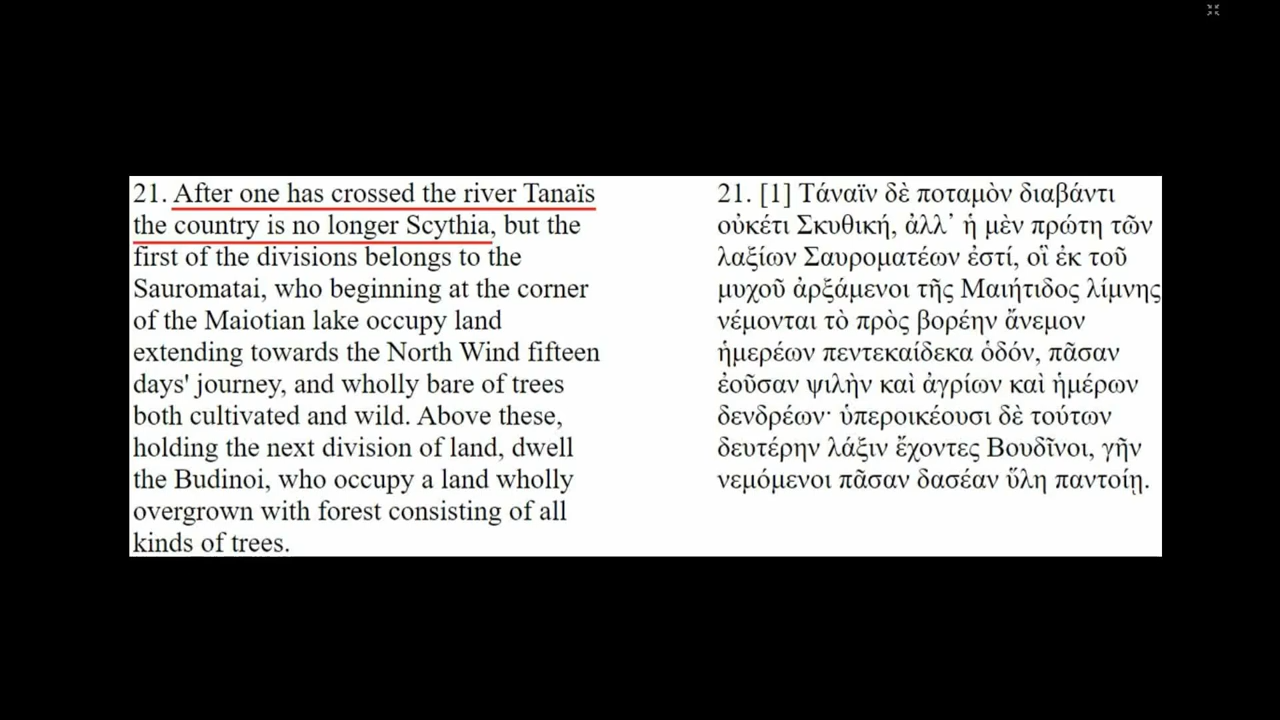 21. After one has crossed the river Tanaïs
the country is no longer Scythia, but the
first of the divisions belongs to the
Sauromatai, who beginning at the corner
of the Maiotian lake occupy land
extending towards the North Wind fifteen
days' journey, and wholly bare of trees
both cultivated and wild. Above these,
holding the next division of land, dwell
the Budinoi, who occupy a land wholly
overgrown with forest consisting of all
kinds of trees.
21. [1] Τάναϊν δὲ ποταμὸν διαβάντι
οὐκέτι Σκυθική, ἀλλ᾽ ἡ μὲν πρώτη τῶν
λαξίων Σαυροματέων ἐστί, οἳ ἐκ τοῦ
μυχοῦ ἀρξάμενοι τῆς Μαιήτιδος λίμνης
νέμονται τὸ πρὸς βορέην ἄνεμον
ἡμερέων πεντεκαίδεκα ὁδόν, πᾶσαν
ἐοῦσαν ψιλὴν καὶ ἀγρίων καὶ ἡμέρων
δενδρέων· ὑπεροικέουσι δὲ τούτων
δευτέρην λάξιν ἔχοντες Βουδῖνοι, γῆν
νεμόμενοι πᾶσαν δασέαν ὕλη παντοίῃ.